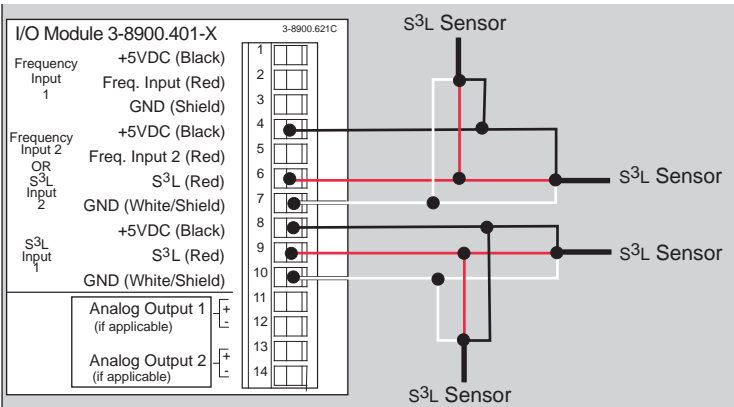 S³L Sensor
I/O Module 3-8900.401-X
3-8900.621C
Frequency
Input
1
+5VDC (Black)
1
Freq. Input (Red)
2
GND (Shield)
3
Frequency
Input 2
OR
S³L
Input
2
+5VDC (Black)
4
Freq. Input 2 (Red)
5
S³L (Red)
6
S³L Sensor
GND (White/Shield)
7
S³L
Input
1
+5VDC (Black)
8
S³L (Red)
9
S³L Sensor
GND (White/Shield)
10
Analog Output 1
(if applicable)
+
-
11
12
Analog Output 2
(if applicable)
+
-
13
14
S³L Sensor